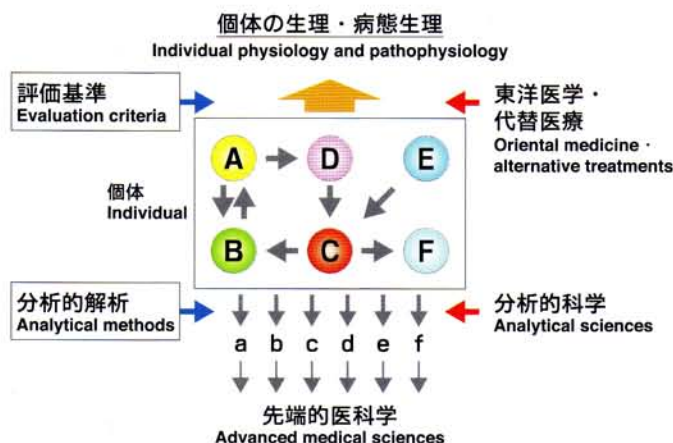 個体の生理・病態生理
Individual physiology and pathophysiology
評価基準
Evaluation criteria
東洋医学・
代替医療
Oriental medicine・
alternative treatments
A
D
E
個体
Individual
B
C
F
分析的解析
Analytical methods
分析的科学
Analytical sciences
a b c d e f
先端的医科学
Advanced medical sciences